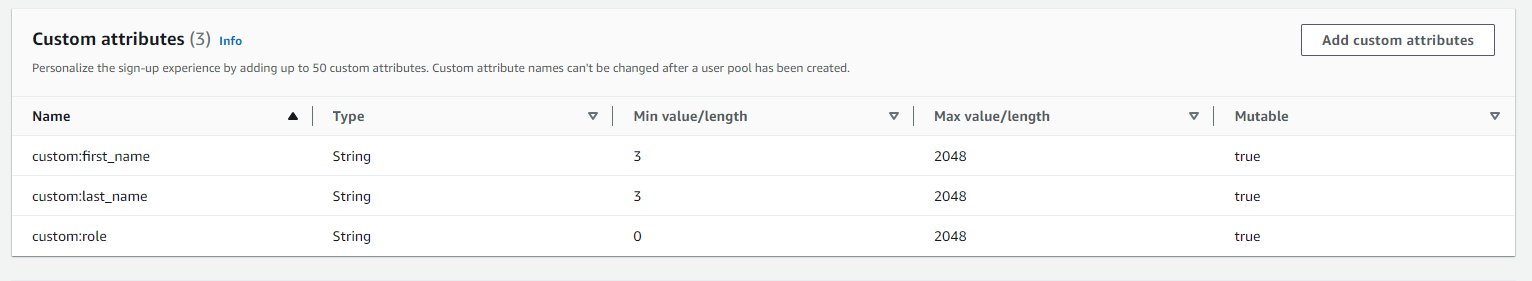 Custom attributes (3) Info
Add custom attributes
Personalize the sign-up experience by adding up to 50 custom attributes. Custom attribute names can't be changed after a user pool has been created.
Name Type Min value/length Max value/length Mutable
custom:first_name String 3 2048 true
custom:last_name String 3 2048 true
custom:role String 0 2048 true